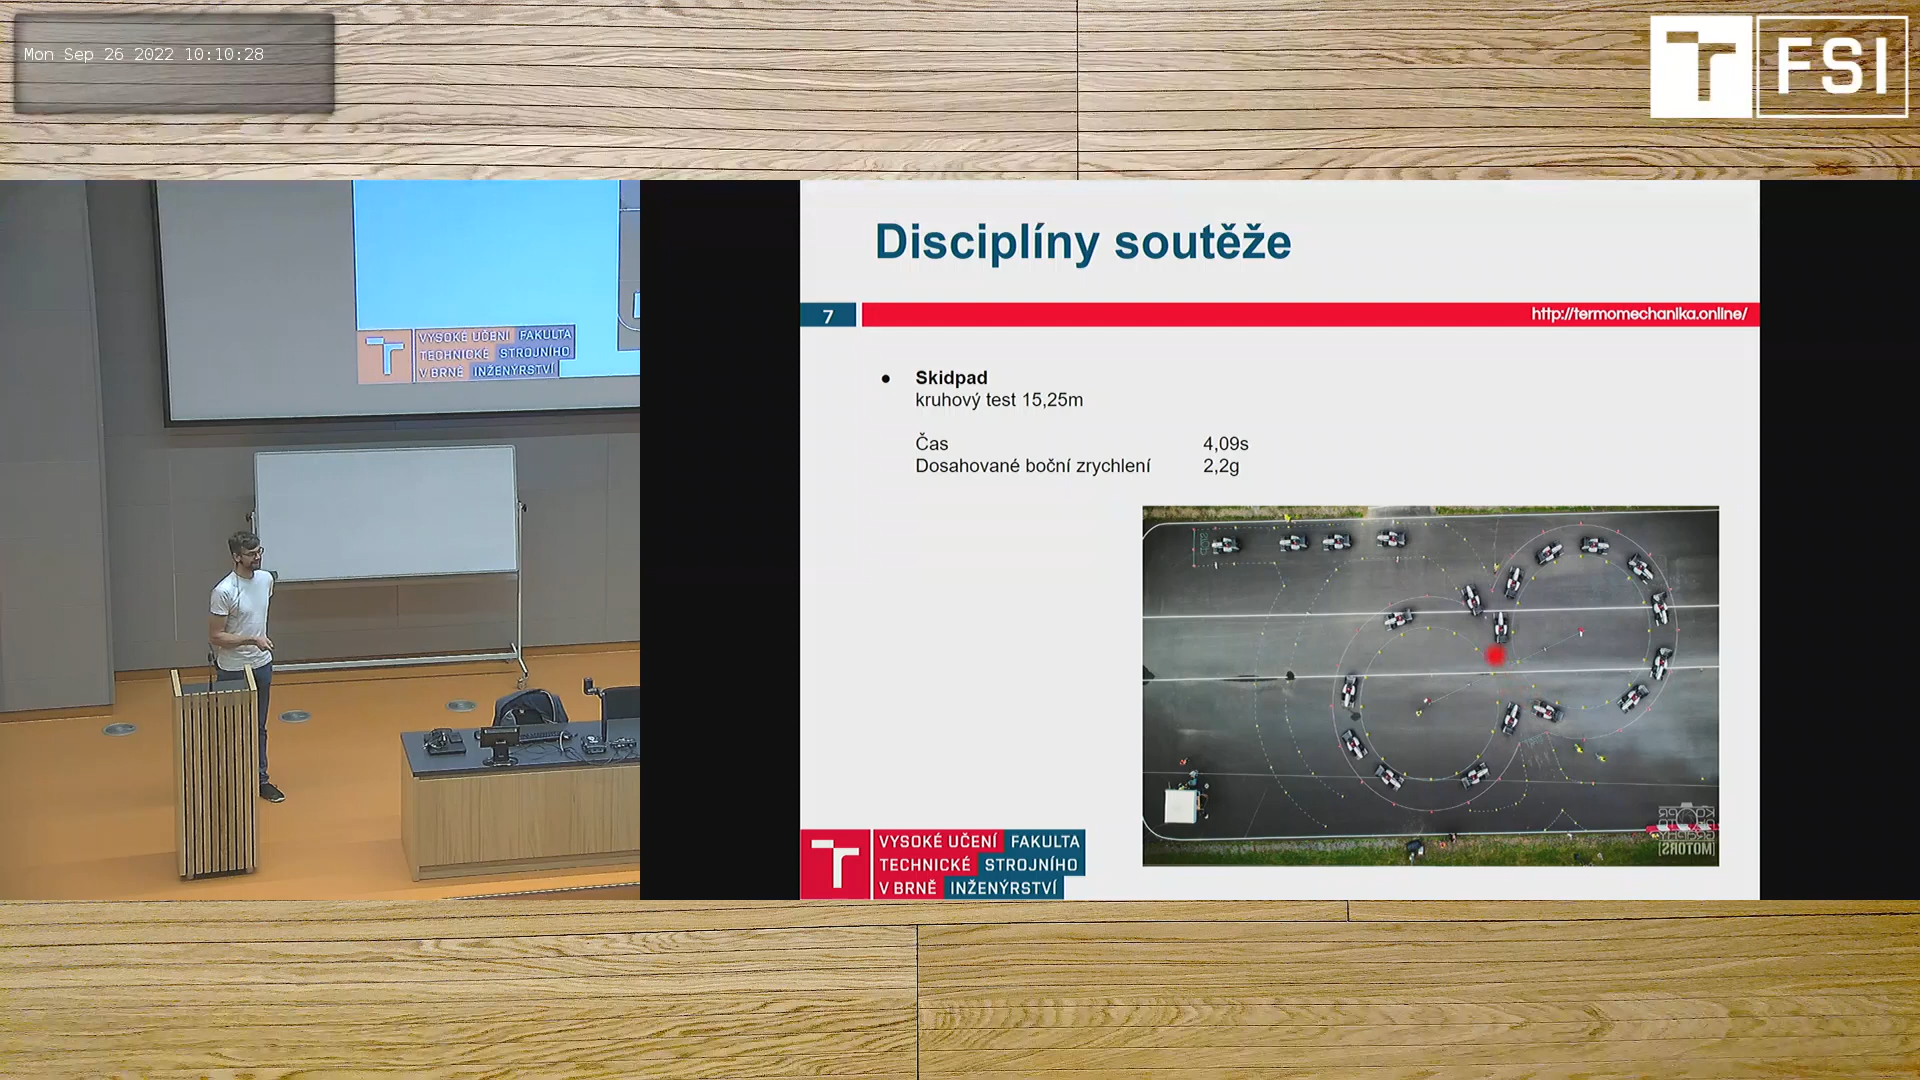 Mon Sep 26 2022 10:10:28
T FSI
VYSOKÉ UČENÍ FAKULTA
TECHNICKÉ STROJNÍHO
V BRNĚ INŽENÝRSTVÍ
Disciplíny soutěže
7
http://termomechanika.online/
● Skidpad
kruhový test 15,25m
Čas 4,09s
Dosahované boční zrychlení 2,2g
VYSOKÉ UČENÍ FAKULTA
TECHNICKÉ STROJNÍHO
V BRNĚ INŽENÝRSTVÍ